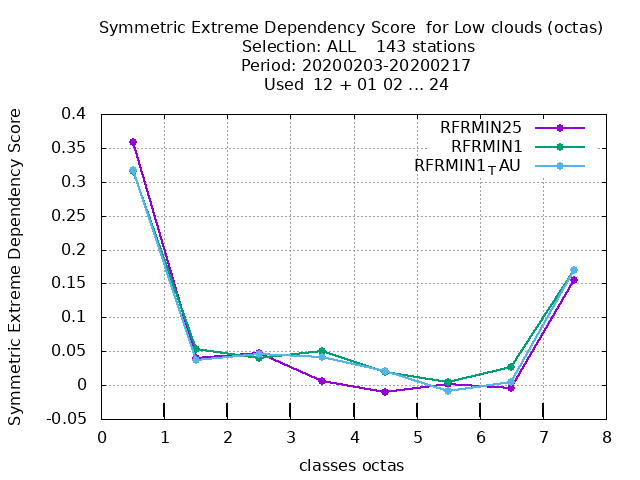 Symmetric Extreme Dependency Score  for Low clouds (octas)
Selection: ALL    143 stations
Period: 20200203-20200217
Used  12 + 01 02 ... 24
Symmetric Extreme Dependency Score
0.4
0.35
0.3
0.25
0.2
0.15
0.1
0.05
0
-0.05
RFRMIN25
RFRMIN1
RFRMIN1TAU
0 1 2 3 4 5 6 7 8
classes octas